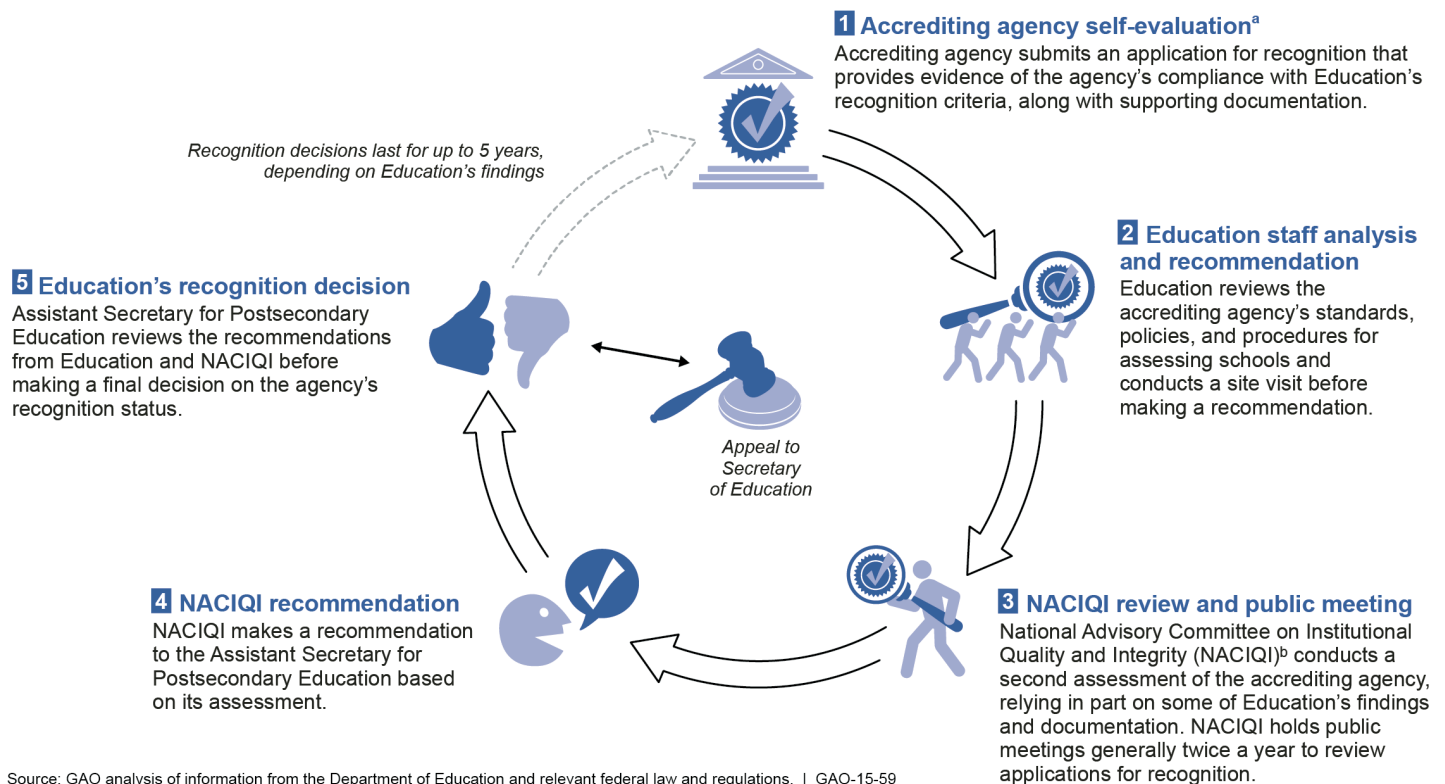 1 Accrediting agency self-evaluationᵃ
Accrediting agency submits an application for recognition that
provides evidence of the agency’s compliance with Education’s
recognition criteria, along with supporting documentation.
2 Education staff analysis
and recommendation
Education reviews the
accrediting agency’s standards,
policies, and procedures for
assessing schools and
conducts a site visit before
making a recommendation.
3 NACIQI review and public meeting
National Advisory Committee on Institutional
Quality and Integrity (NACIQI)ᵇ conducts a
second assessment of the accrediting agency,
relying in part on some of Education’s findings
and documentation. NACIQI holds public
meetings generally twice a year to review
applications for recognition.
4 NACIQI recommendation
NACIQI makes a recommendation
to the Assistant Secretary for
Postsecondary Education based
on its assessment.
5 Education’s recognition decision
Assistant Secretary for Postsecondary
Education reviews the recommendations
from Education and NACIQI before
making a final decision on the agency’s
recognition status.
Recognition decisions last for up to 5 years,
depending on Education’s findings
Appeal to
Secretary
of Education
Source: GAO analysis of information from the Department of Education and relevant federal law and regulations. | GAO-15-59